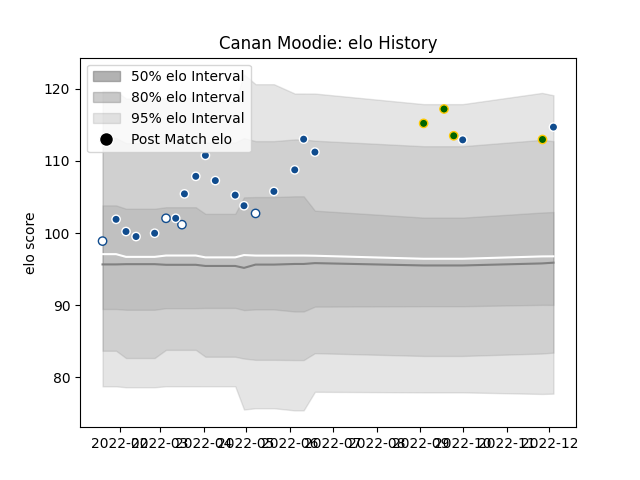 Canan Moodie: elo History
50% elo Interval
80% elo Interval
95% elo Interval
Post Match elo
elo score
120
110
100
90
80
2022-02
2022-03
2022-04
2022-05
2022-06
2022-07
2022-08
2022-09
2022-10
2022-11
2022-12